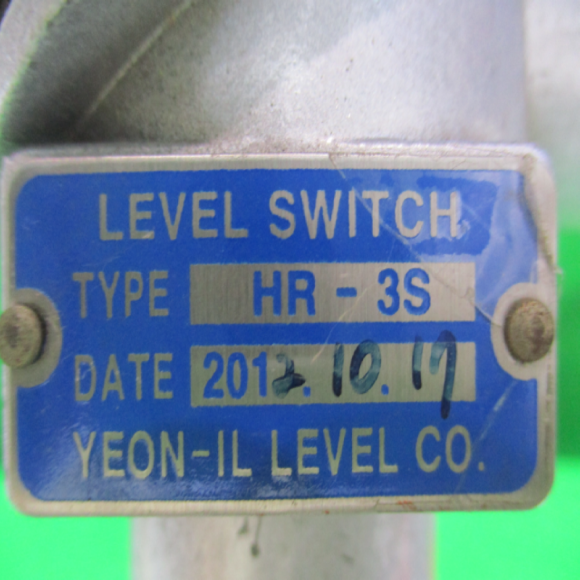 LEVEL SWITCH
TYPE HR - 3S
DATE 2012.10.17
YEON-IL LEVEL CO.